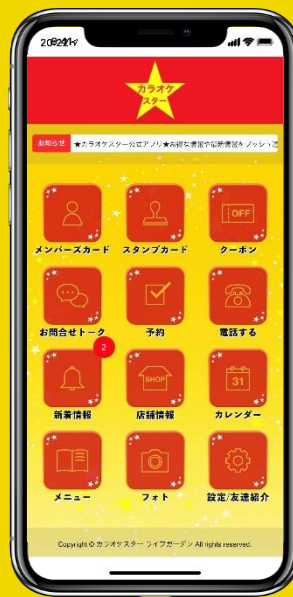 カラオケ
スター
お知らせ ★カラオケスター公式アプリ★お得な情報や最新情報をプッシュ通
OFF
メンバーズカード スタンプカード クーポン
お問合せトーク 予約 電話する
2
SHOP 31
新着情報 店舗情報 カレンダー
メニュー フォト 設定/友達紹介
Copyright © カラオケスター ライフガーデン All rights reserved.